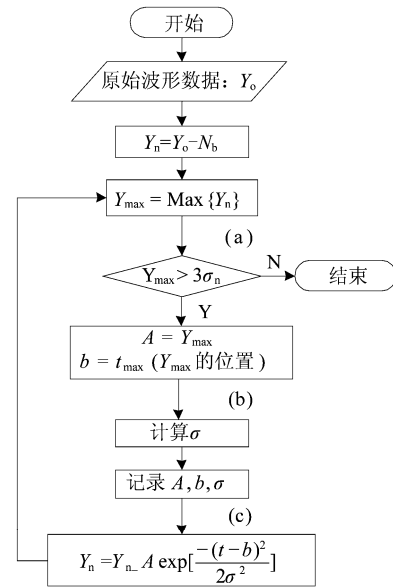 开始
原始波形数据：Yo
Yn=Yo-Nb
Ymax = Max {Yn}
(a)
Ymax > 3σn
N
结束
Y
A = Ymax
b = tmax (Ymax 的位置)
(b)
计算σ
记录 A, b, σ
(c)
Yn =Yn_ A exp[-(t-b)²/2σ²]